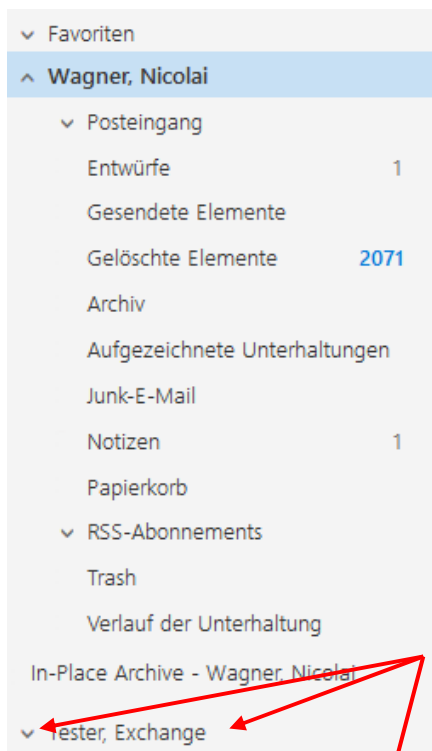 Favoriten
Wagner, Nicolai
Posteingang
Entwürfe 1
Gesendete Elemente
Gelöschte Elemente 2071
Archiv
Aufgezeichnete Unterhaltungen
Junk-E-Mail
Notizen 1
Papierkorb
RSS-Abonnements
Trash
Verlauf der Unterhaltung
In-Place Archive - Wagner, Nicolai
Tester, Exchange